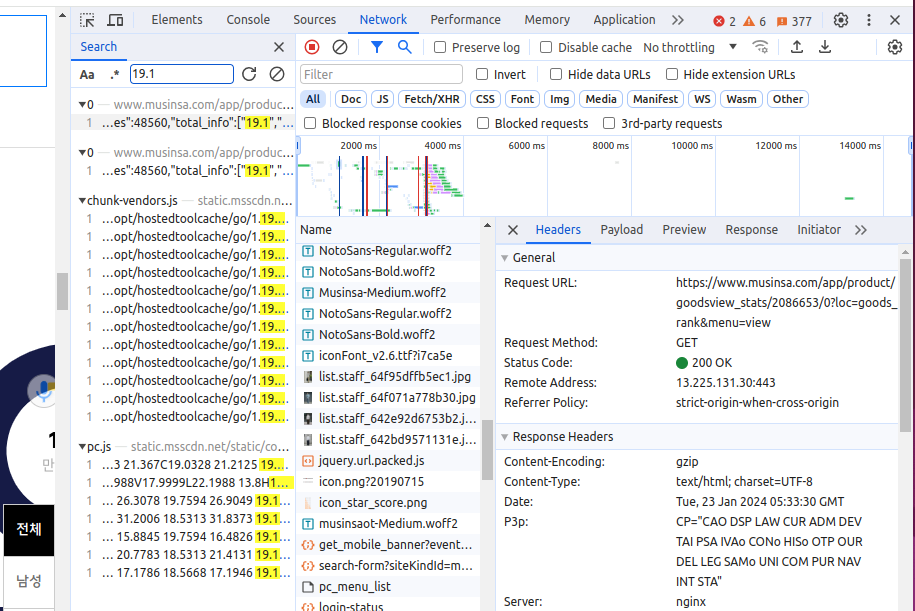 Elements Console Sources Network Performance Memory Application 2 6 377
Search
Preserve log Disable cache No throttling
Aa .* 19.1
Filter Invert Hide data URLs Hide extension URLs
All Doc JS Fetch/XHR CSS Font Img Media Manifest WS Wasm Other
Blocked response cookies Blocked requests 3rd-party requests
2000 ms 4000 ms 6000 ms 8000 ms 10000 ms 12000 ms 14000 ms
0 — www.musinsa.com/app/produc...
1 ...es":48560,"total_info":["19.1","...
0 — www.musinsa.com/app/produc...
1 ...es":48560,"total_info":["19.1","...
chunk-vendors.js — static.msscdn.n...
1 ...opt/hostedtoolcache/go/1.19...
1 ...opt/hostedtoolcache/go/1.19...
1 ...opt/hostedtoolcache/go/1.19...
1 ...opt/hostedtoolcache/go/1.19...
1 ...opt/hostedtoolcache/go/1.19...
1 ...opt/hostedtoolcache/go/1.19...
1 ...opt/hostedtoolcache/go/1.19...
1 ...opt/hostedtoolcache/go/1.19...
1 ...opt/hostedtoolcache/go/1.19...
1 ...opt/hostedtoolcache/go/1.19...
1 ...opt/hostedtoolcache/go/1.19...
1 ...opt/hostedtoolcache/go/1.19...
pc.js — static.msscdn.net/static/co...
1 ...3 21.367C19.0328 21.2125 19...
1 ...988V17.9999L22.1988 13.8H1...
1 ... 26.3078 19.7594 26.9049 19.1...
1 ... 31.2006 18.5313 31.8373 19.1...
1 ... 15.8845 19.7594 16.4826 19.1...
1 ... 20.7783 18.5313 21.4131 19.1...
1 ... 17.1786 18.5668 17.1946 19.1...
Name
NotoSans-Regular.woff2
NotoSans-Bold.woff2
Musinsa-Medium.woff2
NotoSans-Regular.woff2
NotoSans-Bold.woff2
iconFont_v2.6.ttf?i7ca5e
list.staff_64f95dffb5ec1.jpg
list.staff_64f071a778b30.jpg
list.staff_642e92d6753b2.j...
list.staff_642bd9571131e.j...
jquery.url.packed.js
icon.png?20190715
icon_star_score.png
musinsaot-Medium.woff2
get_mobile_banner?event...
search-form?siteKindId=m...
pc_menu_list
login-status
Headers Payload Preview Response Initiator
General
Request URL: https://www.musinsa.com/app/product/
goodsview_stats/2086653/0?loc=goods_
rank&menu=view
Request Method: GET
Status Code: 200 OK
Remote Address: 13.225.131.30:443
Referrer Policy: strict-origin-when-cross-origin
Response Headers
Content-Encoding: gzip
Content-Type: text/html; charset=UTF-8
Date: Tue, 23 Jan 2024 05:33:30 GMT
P3p: CP="CAO DSP LAW CUR ADM DEV
TAI PSA IVAo CONo HISo OTP OUR
DEL LEG SAMo UNI COM PUR NAV
INT STA"
Server: nginx
1
만
전체
남성